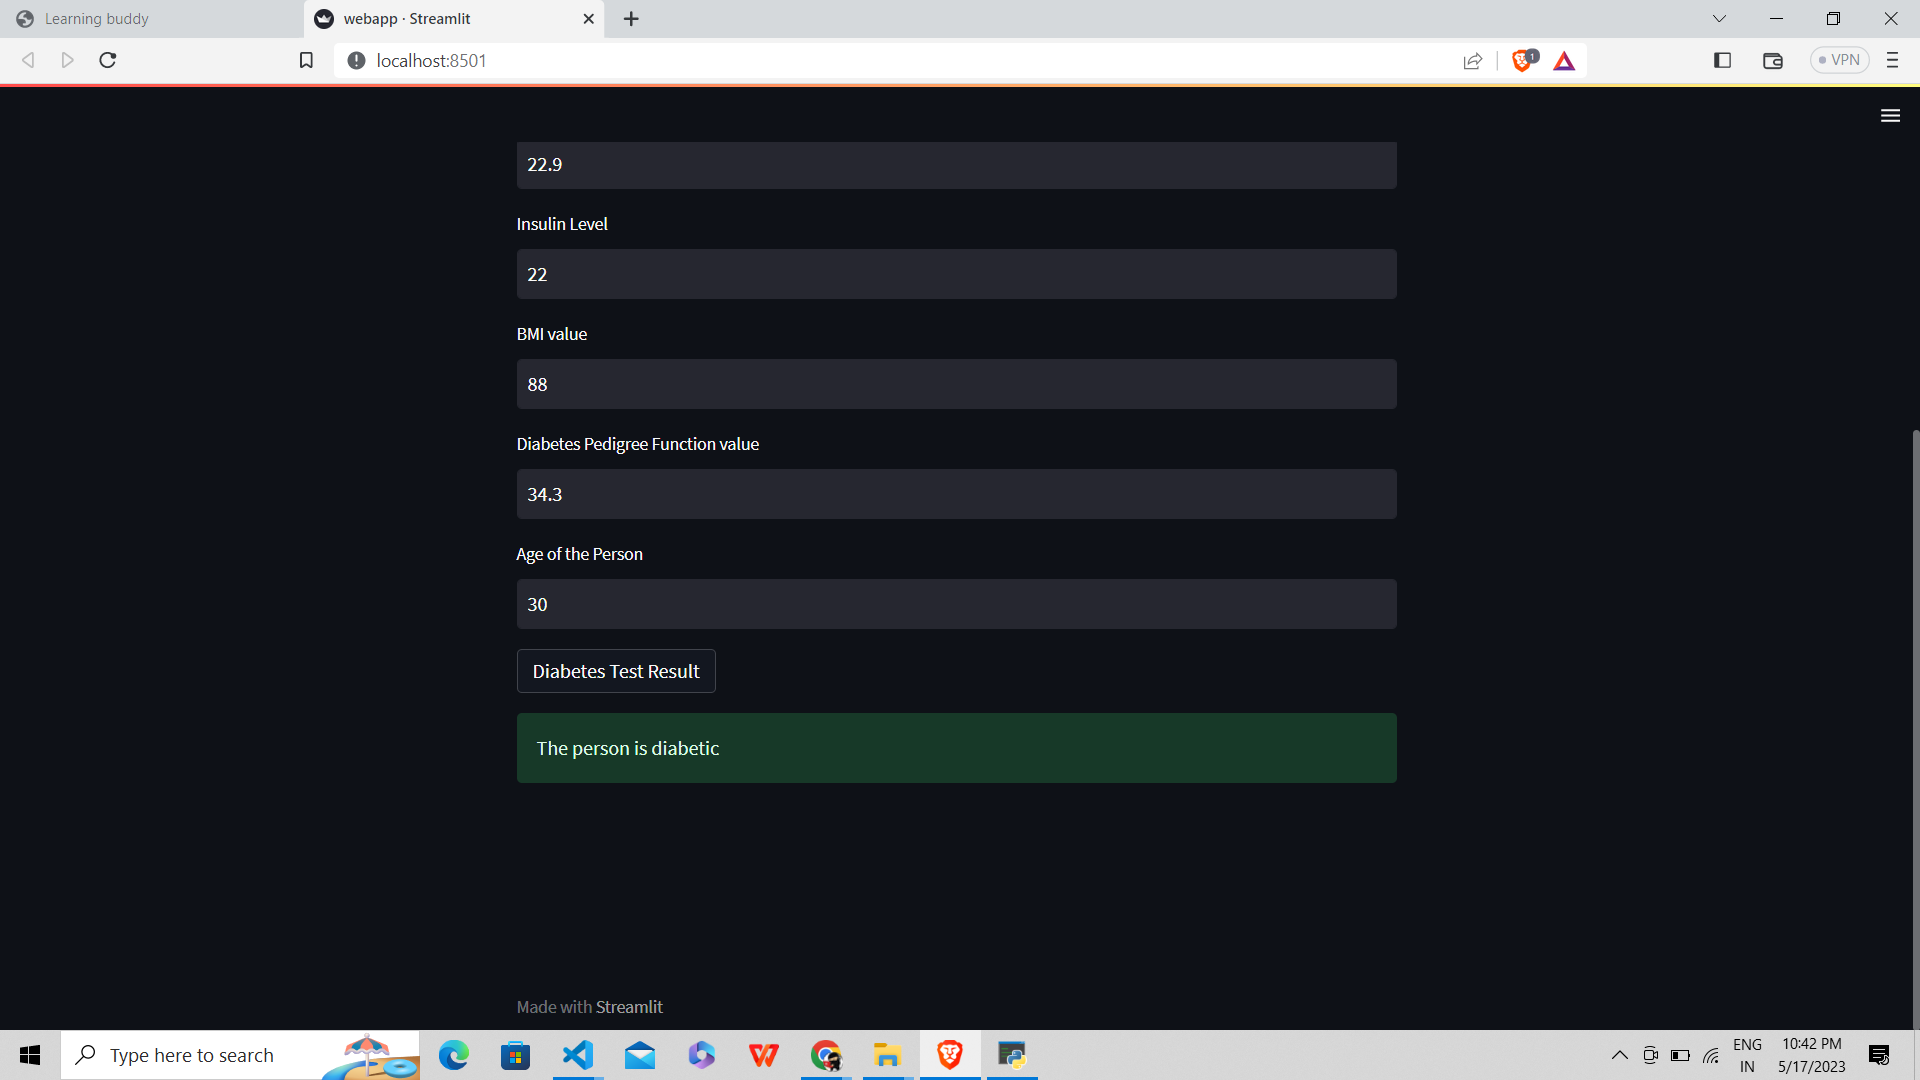 Learning buddy
webapp · Streamlit
localhost:8501
1
VPN
22.9
Insulin Level
22
BMI value
88
Diabetes Pedigree Function value
34.3
Age of the Person
30
Diabetes Test Result
The person is diabetic
Made with Streamlit
Type here to search
ENG
IN
10:42 PM
5/17/2023